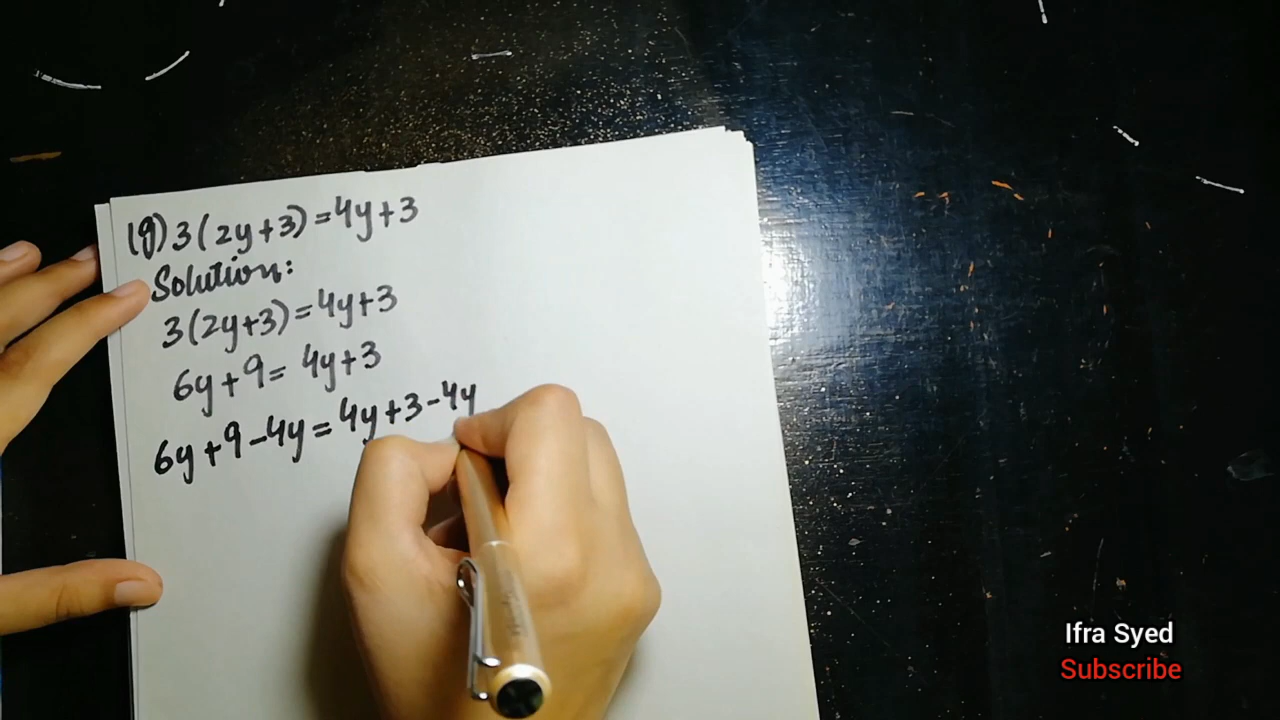 (g) 3(2y+3)=4y+3
Solution:
3(2y+3)=4y+3
6y+9=4y+3
6y+9-4y=4y+3-4y
Ifra Syed
Subscribe